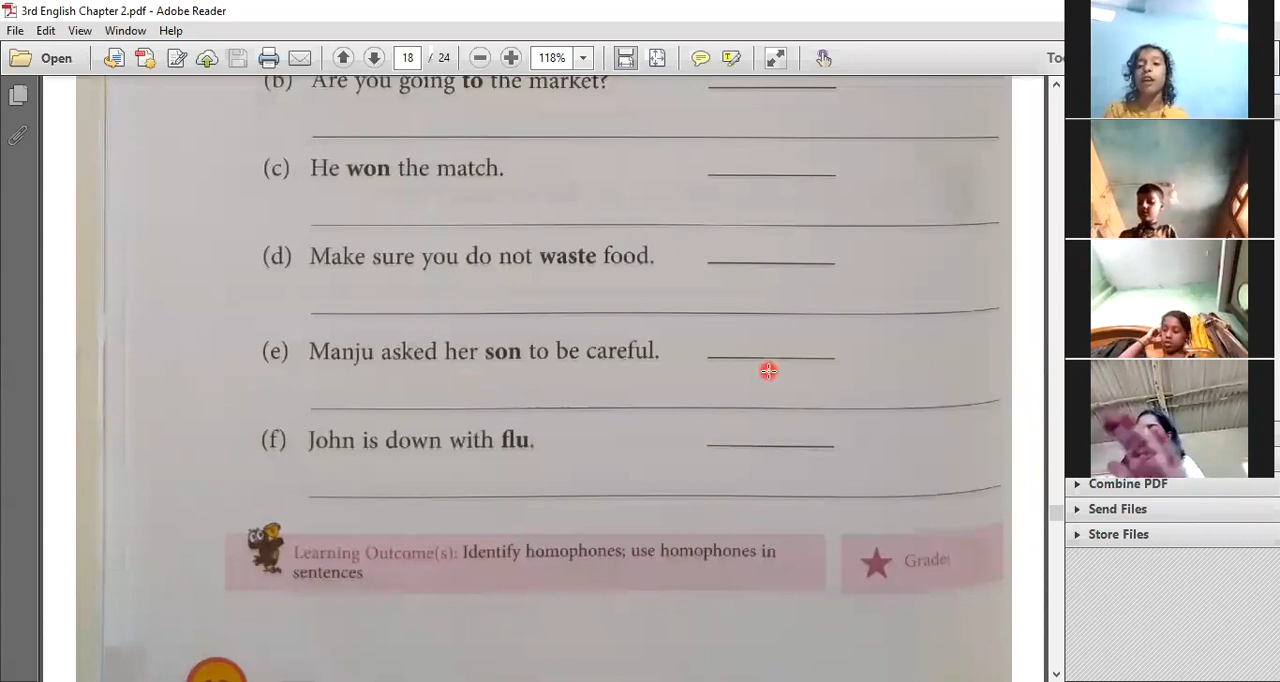 3rd English Chapter 2.pdf - Adobe Reader
File Edit View Window Help
Open 18 / 24 118%
(b) Are you going to the market?
(c) He won the match.
(d) Make sure you do not waste food.
(e) Manju asked her son to be careful.
(f) John is down with flu.
Learning Outcome(s): Identify homophones; use homophones in
sentences
Grade:
Combine PDF
Send Files
Store Files